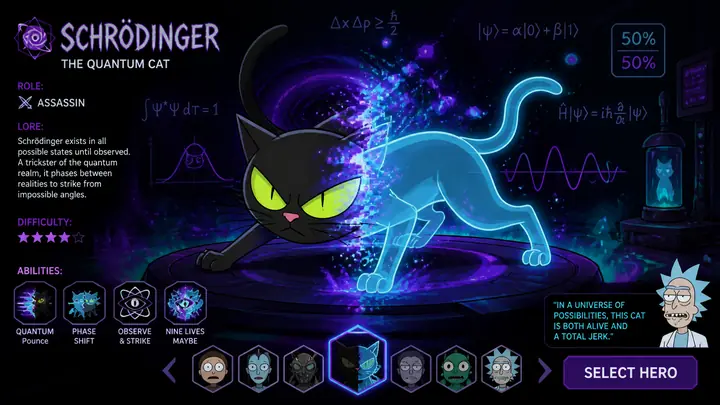 SCHRÖDINGER
THE QUANTUM CAT
ROLE:
ASSASSIN
LORE:
Schrödinger exists in all
possible states until observed.
A trickster of the quantum
realm, it phases between
realities to strike from
impossible angles.
DIFFICULTY:
ABILITIES:
QUANTUM
Pounce
PHASE
SHIFT
OBSERVE
& STRIKE
NINE LIVES
MAYBE
Δx Δp ≥ ℏ/2
|ψ⟩ = α|0⟩ + β|1⟩
50%
50%
∫Ψ*Ψ dτ = 1
Ĥ|Ψ⟩ = iℏ ∂/∂t |Ψ⟩
"IN A UNIVERSE OF
POSSIBILITIES, THIS CAT
IS BOTH ALIVE AND
A TOTAL JERK."
SELECT HERO